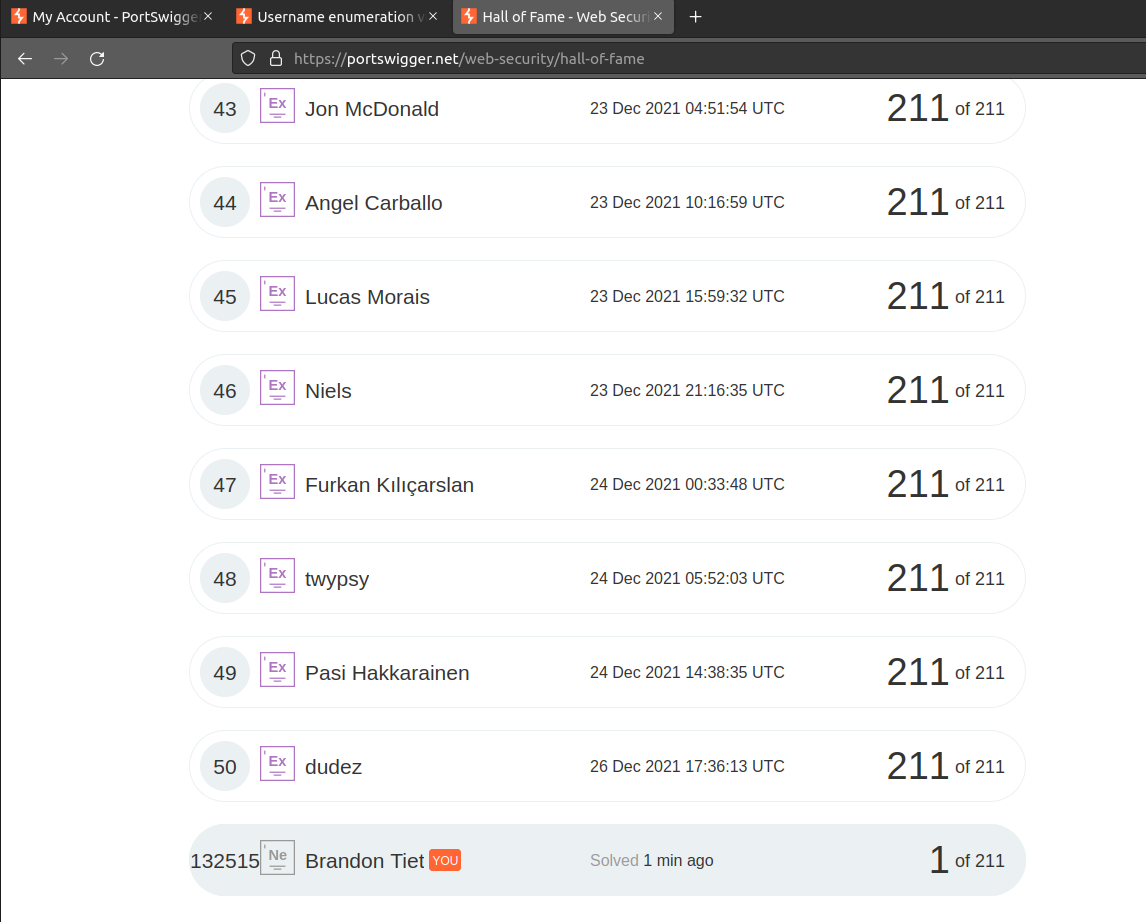 My Account - PortSwigge
Username enumeration v
Hall of Fame - Web Securi
https://portswigger.net/web-security/hall-of-fame
43 Ex Jon McDonald 23 Dec 2021 04:51:54 UTC 211 of 211
44 Ex Angel Carballo 23 Dec 2021 10:16:59 UTC 211 of 211
45 Ex Lucas Morais 23 Dec 2021 15:59:32 UTC 211 of 211
46 Ex Niels 23 Dec 2021 21:16:35 UTC 211 of 211
47 Ex Furkan Kılıçarslan 24 Dec 2021 00:33:48 UTC 211 of 211
48 Ex twypsy 24 Dec 2021 05:52:03 UTC 211 of 211
49 Ex Pasi Hakkarainen 24 Dec 2021 14:38:35 UTC 211 of 211
50 Ex dudez 26 Dec 2021 17:36:13 UTC 211 of 211
132515 Ne Brandon Tiet YOU Solved 1 min ago 1 of 211